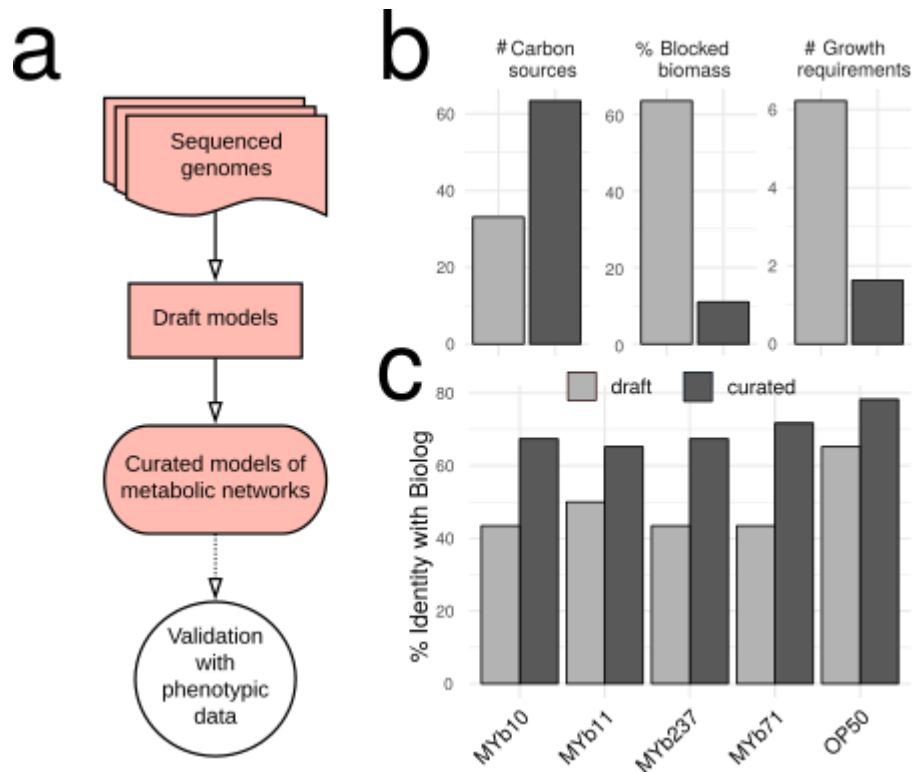 a
Sequenced
genomes
Draft models
Curated models of
metabolic networks
Validation
with
phenotypic
data
b
# Carbon
sources
60
40
20
0
% Blocked
biomass
60
40
20
0
# Growth
requirements
6
4
2
0
c
draft
curated
% Identity with Biolog
80
60
40
20
0
MYb10
MYb11
MYb237
MYb71
OP50